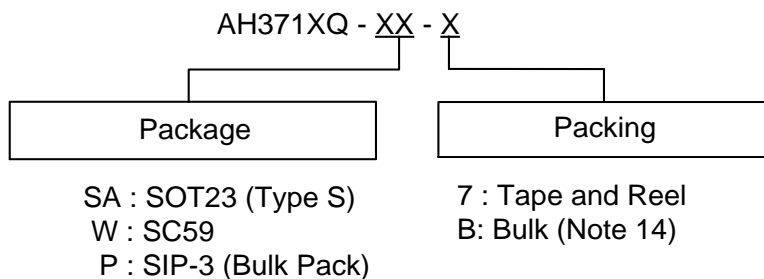 AH371XQ - XX - X
Package
Packing
SA : SOT23 (Type S)
W : SC59
P : SIP-3 (Bulk Pack)
7 : Tape and Reel
B: Bulk (Note 14)